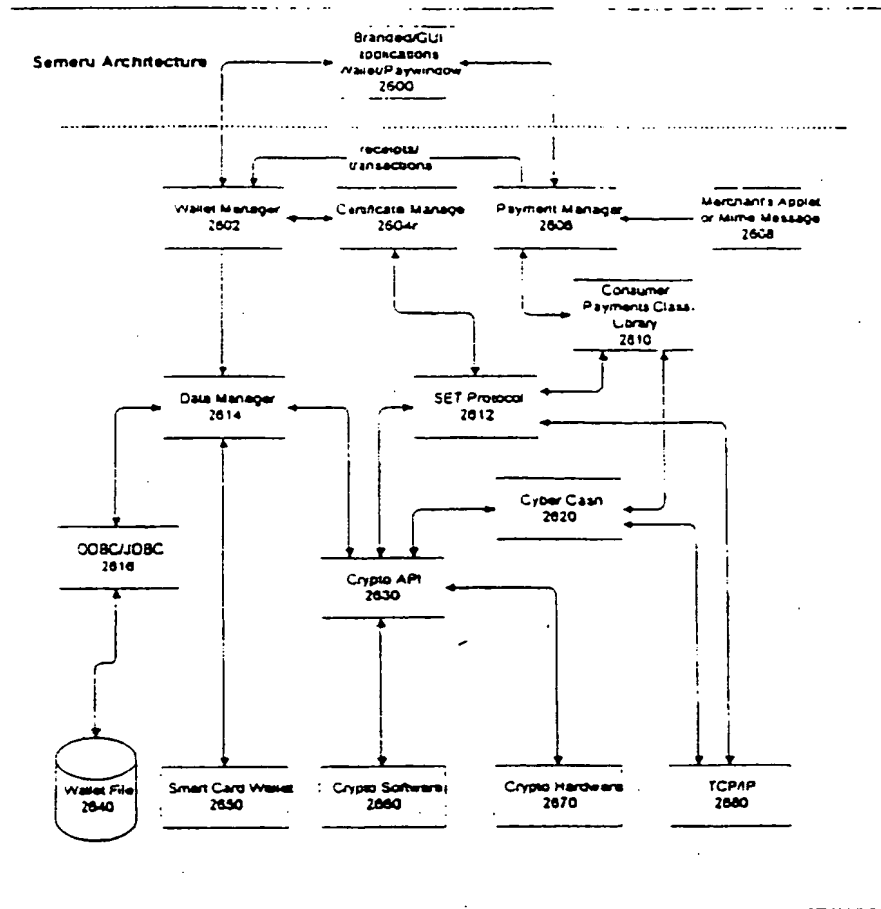 Branded/GUI
applications
Wallet/Paywindow
2600
Semeru Architecture
receipts/
transactions
Wallet Manager
2602
Certificate Manage
2604r
Payment Manager
2606
Merchant's Applet
or Mime Message
2608
Consumer
Payments Class
Library
2610
Data Manager
2614
SET Protocol
2612
Cyber Cash
2620
ODBC/JDBC
2616
Crypto API
2630
Wallet File
2640
Smart Card Wallet
2650
Crypto Software
2660
Crypto Hardware
2670
TCP/IP
2680